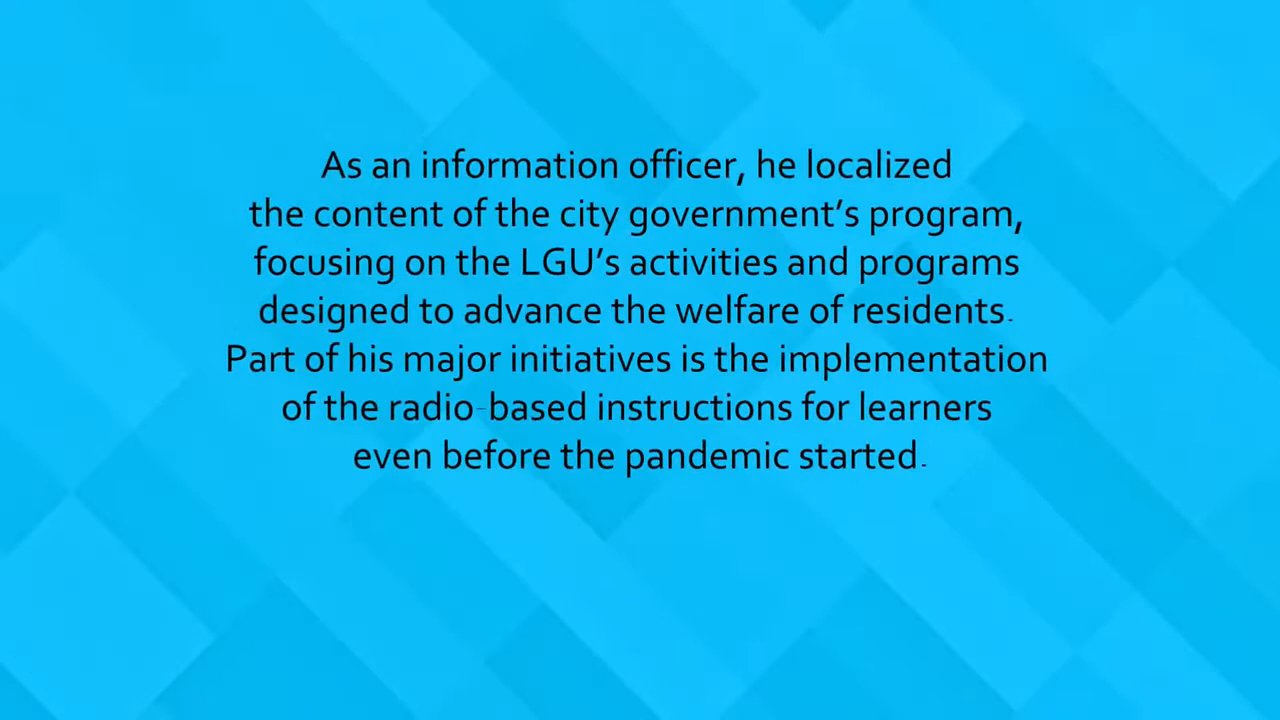 As an information officer, he localized
the content of the city government’s program,
focusing on the LGU’s activities and programs
designed to advance the welfare of residents.
Part of his major initiatives is the implementation
of the radio-based instructions for learners
even before the pandemic started.